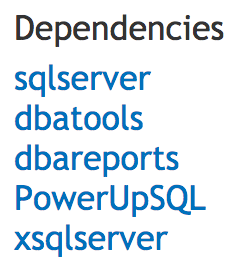 Dependencies
sqlserver
dbatools
dbareports
PowerUpSQL
xsqlserver